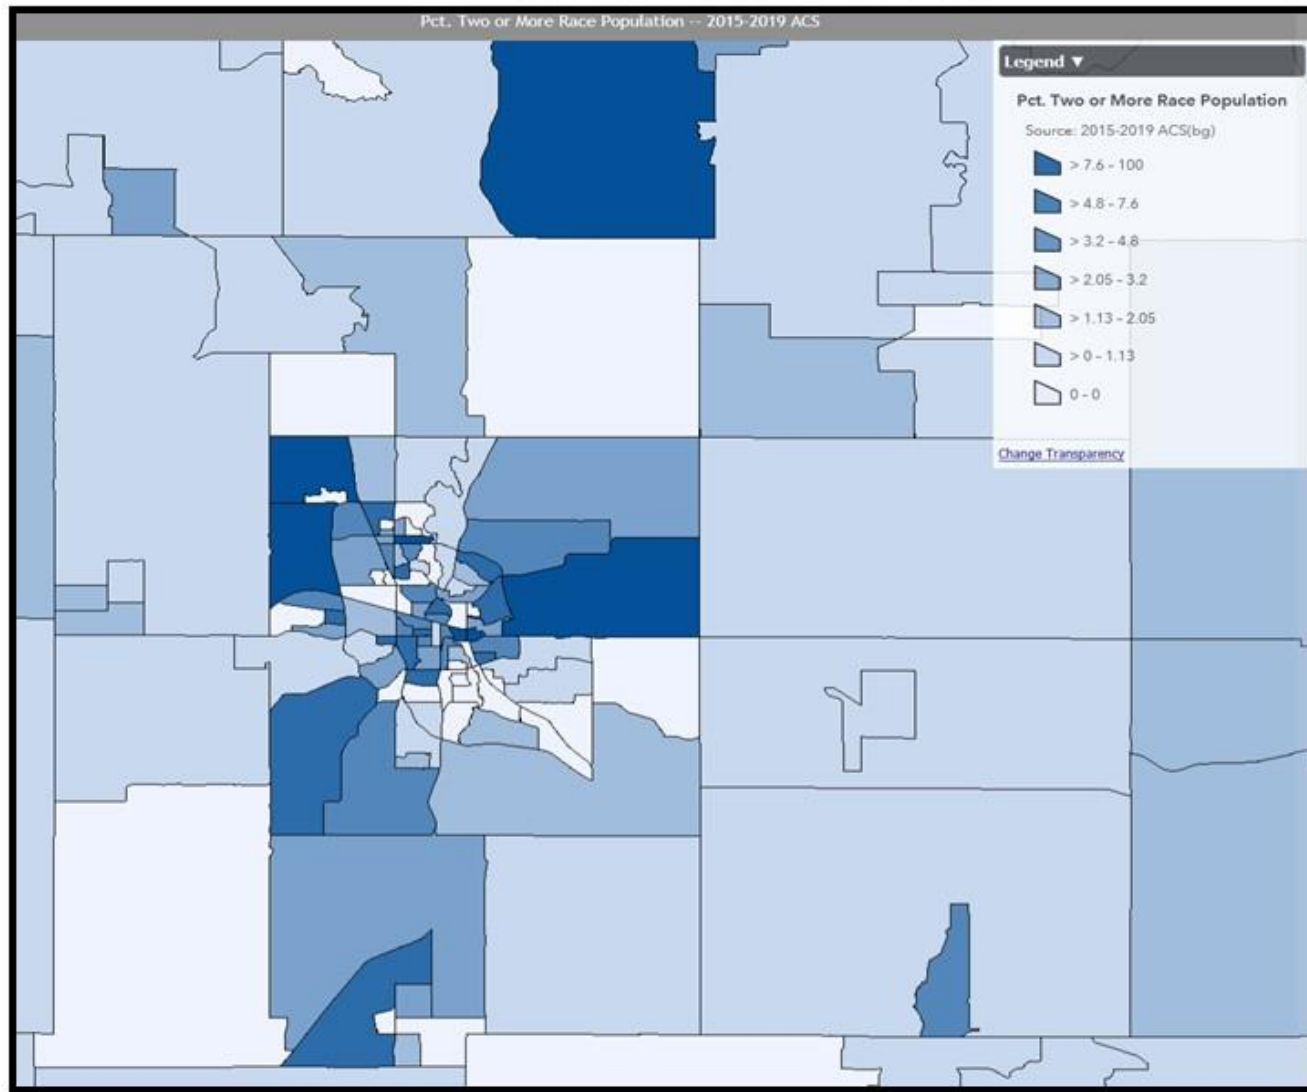 Pct. Two or More Race Population -- 2015-2019 ACS
Legend ▼
Pct. Two or More Race Population
Source: 2015-2019 ACS(bg)
> 7.6 - 100
> 4.8 - 7.6
> 3.2 - 4.8
> 2.05 - 3.2
> 1.13 - 2.05
> 0 - 1.13
0 - 0
Change Transparency